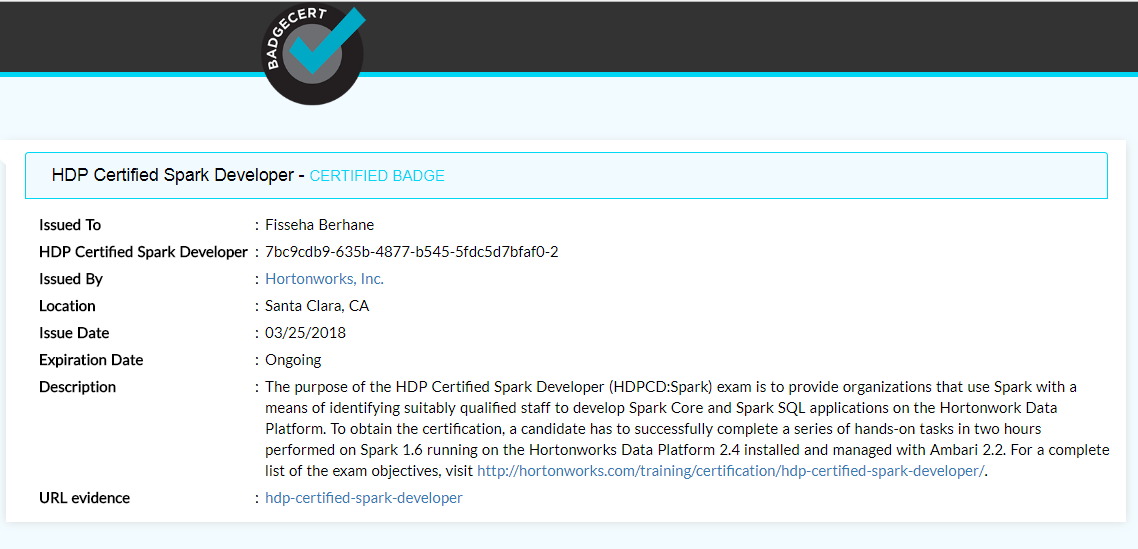 BADGECERT
HDP Certified Spark Developer - CERTIFIED BADGE
Issued To : Fisseha Berhane
HDP Certified Spark Developer : 7bc9cdb9-635b-4877-b545-5fdc5d7bfaf0-2
Issued By : Hortonworks, Inc.
Location : Santa Clara, CA
Issue Date : 03/25/2018
Expiration Date : Ongoing
Description : The purpose of the HDP Certified Spark Developer (HDPCD:Spark) exam is to provide organizations that use Spark with a
means of identifying suitably qualified staff to develop Spark Core and Spark SQL applications on the Hortonwork Data
Platform. To obtain the certification, a candidate has to successfully complete a series of hands-on tasks in two hours
performed on Spark 1.6 running on the Hortonworks Data Platform 2.4 installed and managed with Ambari 2.2. For a complete
list of the exam objectives, visit http://hortonworks.com/training/certification/hdp-certified-spark-developer/.
URL evidence : hdp-certified-spark-developer